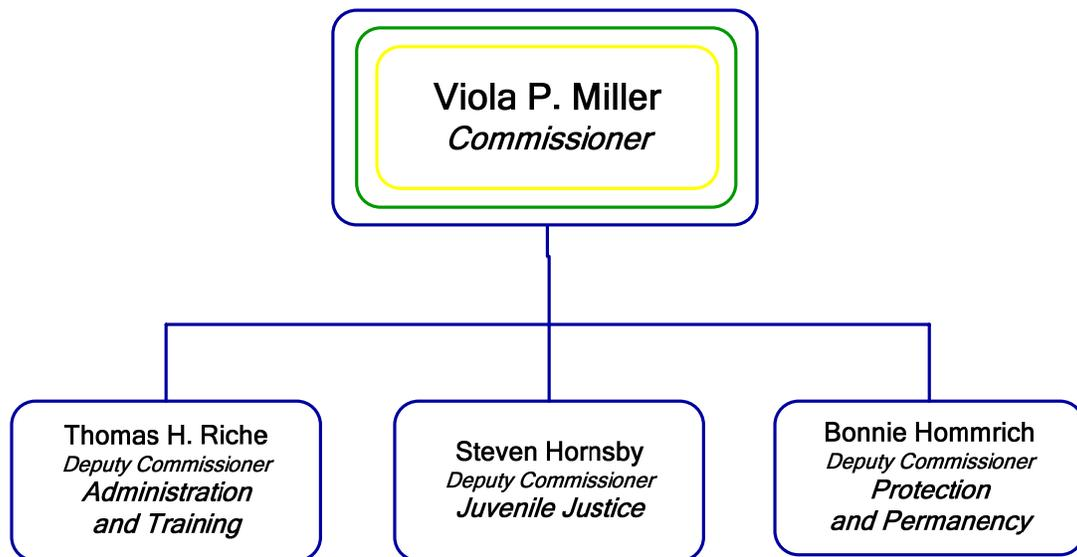 Viola P. Miller
Commissioner
Thomas H. Riche
Deputy Commissioner
Administration
and Training
Steven Hornsby
Deputy Commissioner
Juvenile Justice
Bonnie Hommrich
Deputy Commissioner
Protection
and Permanency